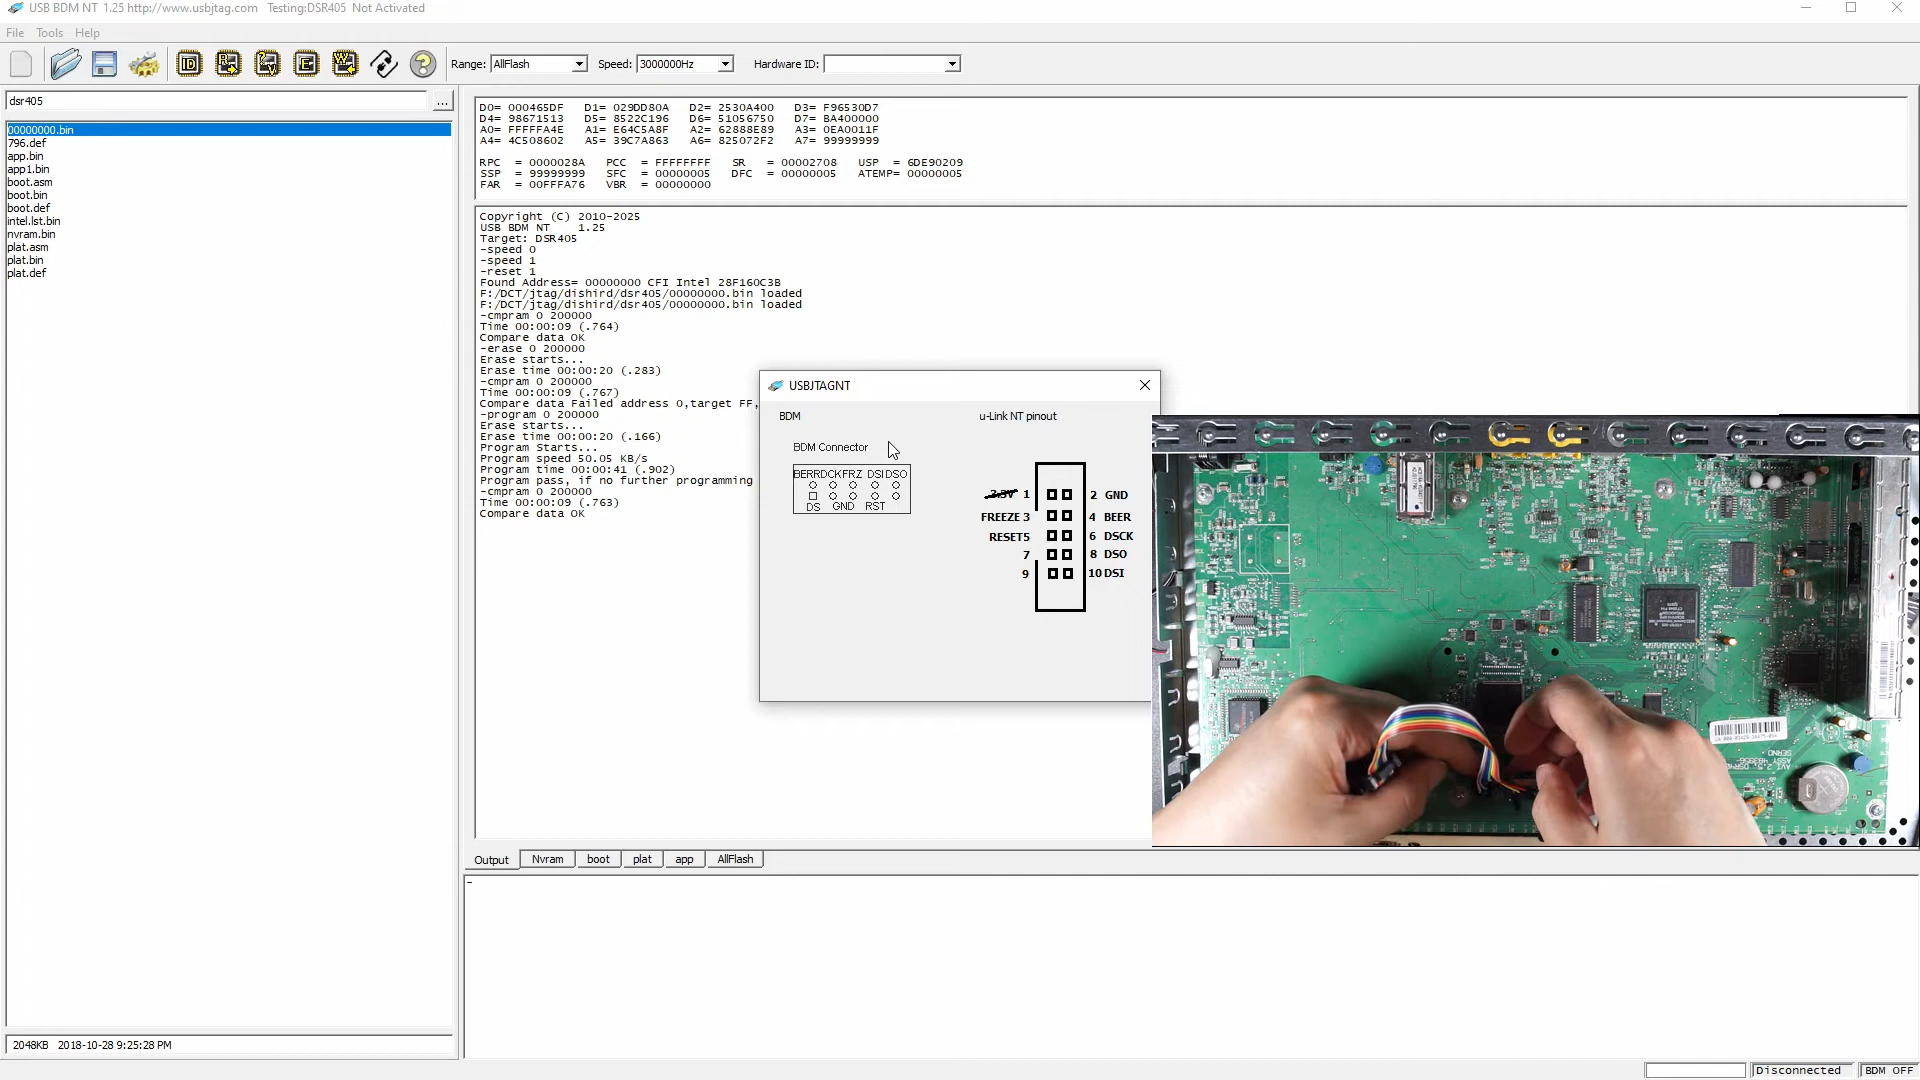 USB BDM NT 1.25 http://www.usbjtag.com Testing:DSR405 Not Activated
File Tools Help
ID R ? V E W
Range: AllFlash Speed: 3000000Hz Hardware ID:
dsr405 ...
00000000.bin
796.def
app.bin
app1.bin
boot.asm
boot.bin
boot.def
intel.lst.bin
nvram.bin
plat.asm
plat.bin
plat.def
2048KB 2018-10-28 9:25:28 PM
D0= 000465DF D1= 029DD80A D2= 2530A400 D3= F96530D7
D4= 98671513 D5= 8522C196 D6= 51056750 D7= BA400000
A0= FFFFFA4E A1= E64C5A8F A2= 62888E89 A3= 0EA0011F
A4= 4C508602 A5= 39C7A863 A6= 825072F2 A7= 99999999
RPC = 0000028A PCC = FFFFFFFF SR = 00002708 USP = 6DE90209
SSP = 99999999 SFC = 00000005 DFC = 00000005 ATEMP= 00000005
FAR = 00FFFA76 VBR = 00000000
Copyright (C) 2010-2025
USB BDM NT 1.25
Target: DSR405
-speed 0
-speed 1
-reset 1
Found Address= 00000000 CFI Intel 28F160C3B
F:/DCT/jtag/dishird/dsr405/00000000.bin loaded
F:/DCT/jtag/dishird/dsr405/00000000.bin loaded
-cmpram 0 200000
Time 00:00:09 (.764)
Compare data OK
-erase 0 200000
Erase starts...
Erase time 00:00:20 (.283)
-cmpram 0 200000
Time 00:00:09 (.767)
Compare data Failed address 0,target FF,
-program 0 200000
Erase starts...
Erase time 00:00:20 (.166)
Program Starts...
Program speed 50.05 KB/s
Program time 00:00:41 (.902)
Program pass, if no further programming
-cmpram 0 200000
Time 00:00:09 (.763)
Compare data OK
USBJTAGNT
BDM u-Link NT pinout
BDM Connector
BERRDCKFRZ DSIDSO
DS GND RST
3.3V 1 2 GND
FREEZE 3 4 BEER
RESET5 6 DSCK
7 8 DSO
9 10 DSI
Output Nvram boot plat app AllFlash
-
Disconnected BDM OFF